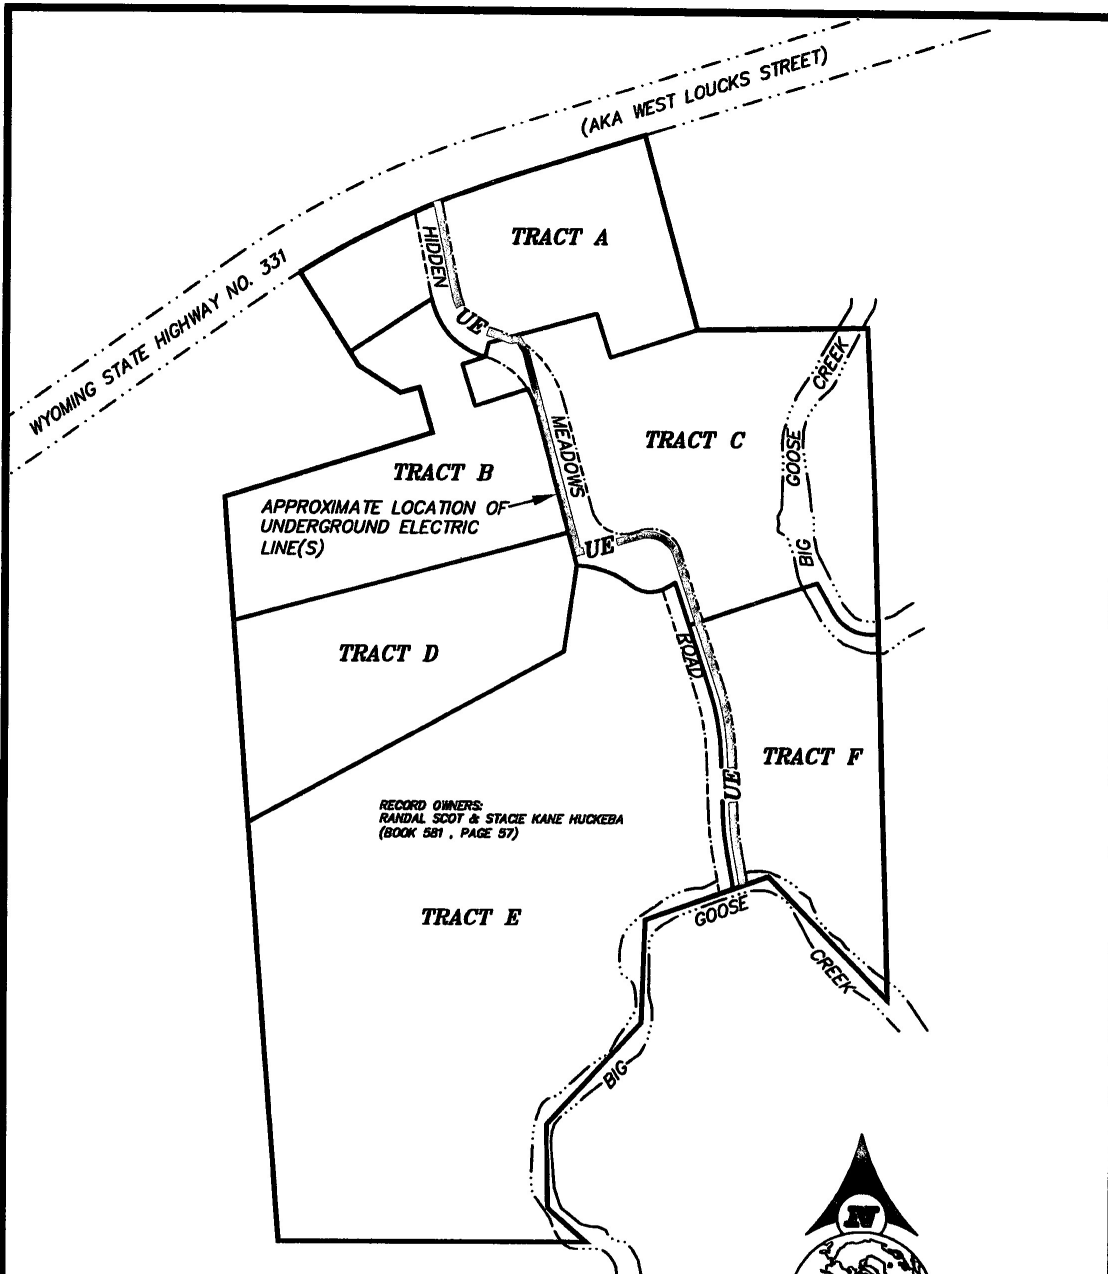 (AKA WEST LOUCKS STREET)
WYOMING STATE HIGHWAY NO. 331
HIDDEN
TRACT A
UE
CREEK
MEADOWS
TRACT C
GOOSE
TRACT B
APPROXIMATE LOCATION OF
UNDERGROUND ELECTRIC
LINE(S)
UE
BIG
ROAD
TRACT D
TRACT F
UE
RECORD OWNERS:
RANDAL SCOT & STACIE KANE HUCKEBA
(BOOK 581 , PAGE 57)
TRACT E
GOOSE
CREEK
BIG
N